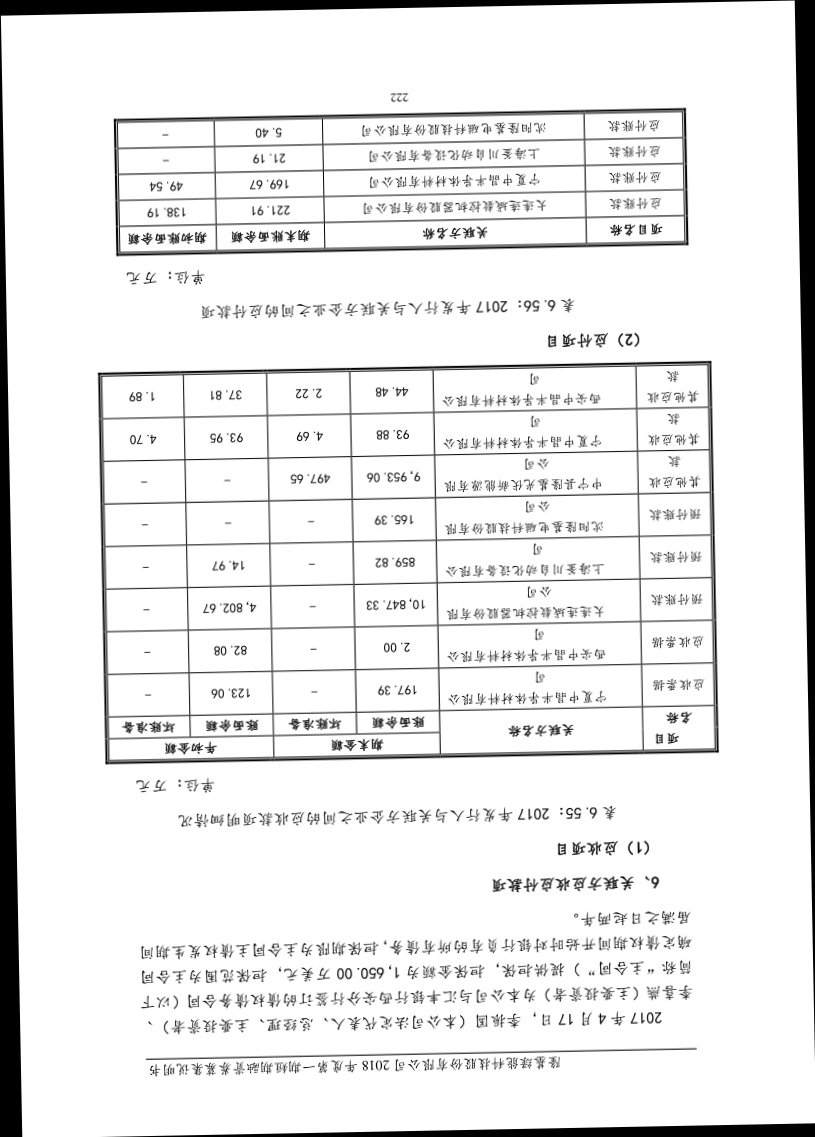 隆基绿能科技股份有限公司 2018 年度第一期短期融资券募集说明书
2017 年 4 月 17 日，李振国（本公司法定代表人、总经理、主要投资者）、
李喜燕（主要投资者）为本公司与汇丰银行西安分行签订的债权债务合同（以下
简称“主合同”）提供担保，担保金额为 1,650.00 万美元，担保范围为主合同
确定债权期间开始时对银行负有的所有债务，担保期限为主合同主债权发生期间
届满之日起两年。
6、关联方应收应付款项
（1）应收项目
表 6.55：2017 年发行人与关联方企业之间的应收款项明细情况
单位：万元
项目名称 关联方名称 期末金额 年初金额
账面余额 坏账准备 账面余额 坏账准备
应收票据 宁夏中晶半导体材料有限公司 197.39 – 123.06 –
应收票据 西安中晶半导体材料有限公司 2.00 – 82.08 –
预付账款 大连连城数控机器股份有限公司 10,847.33 – 4,802.67 –
预付账款 上海釜川自动化设备有限公司 859.82 – 14.97 –
预付账款 沈阳隆基电磁科技股份有限公司 165.39 – – –
其他应收款 中宁县隆基光伏新能源有限公司 9,953.06 497.65 – –
其他应收款 宁夏中晶半导体材料有限公司 93.88 4.69 93.95 4.70
其他应收款 西安中晶半导体材料有限公司 44.48 2.22 37.81 1.89
（2）应付项目
表 6.56：2017 年发行人与关联方企业之间的应付款项
单位：万元
项目名称 关联方名称 期末账面余额 期初账面余额
应付账款 大连连城数控机器股份有限公司 221.91 138.19
应付账款 宁夏中晶半导体材料有限公司 169.67 49.54
应付账款 上海釜川自动化设备有限公司 21.19 –
应付账款 沈阳隆基电磁科技股份有限公司 5.40 –
222